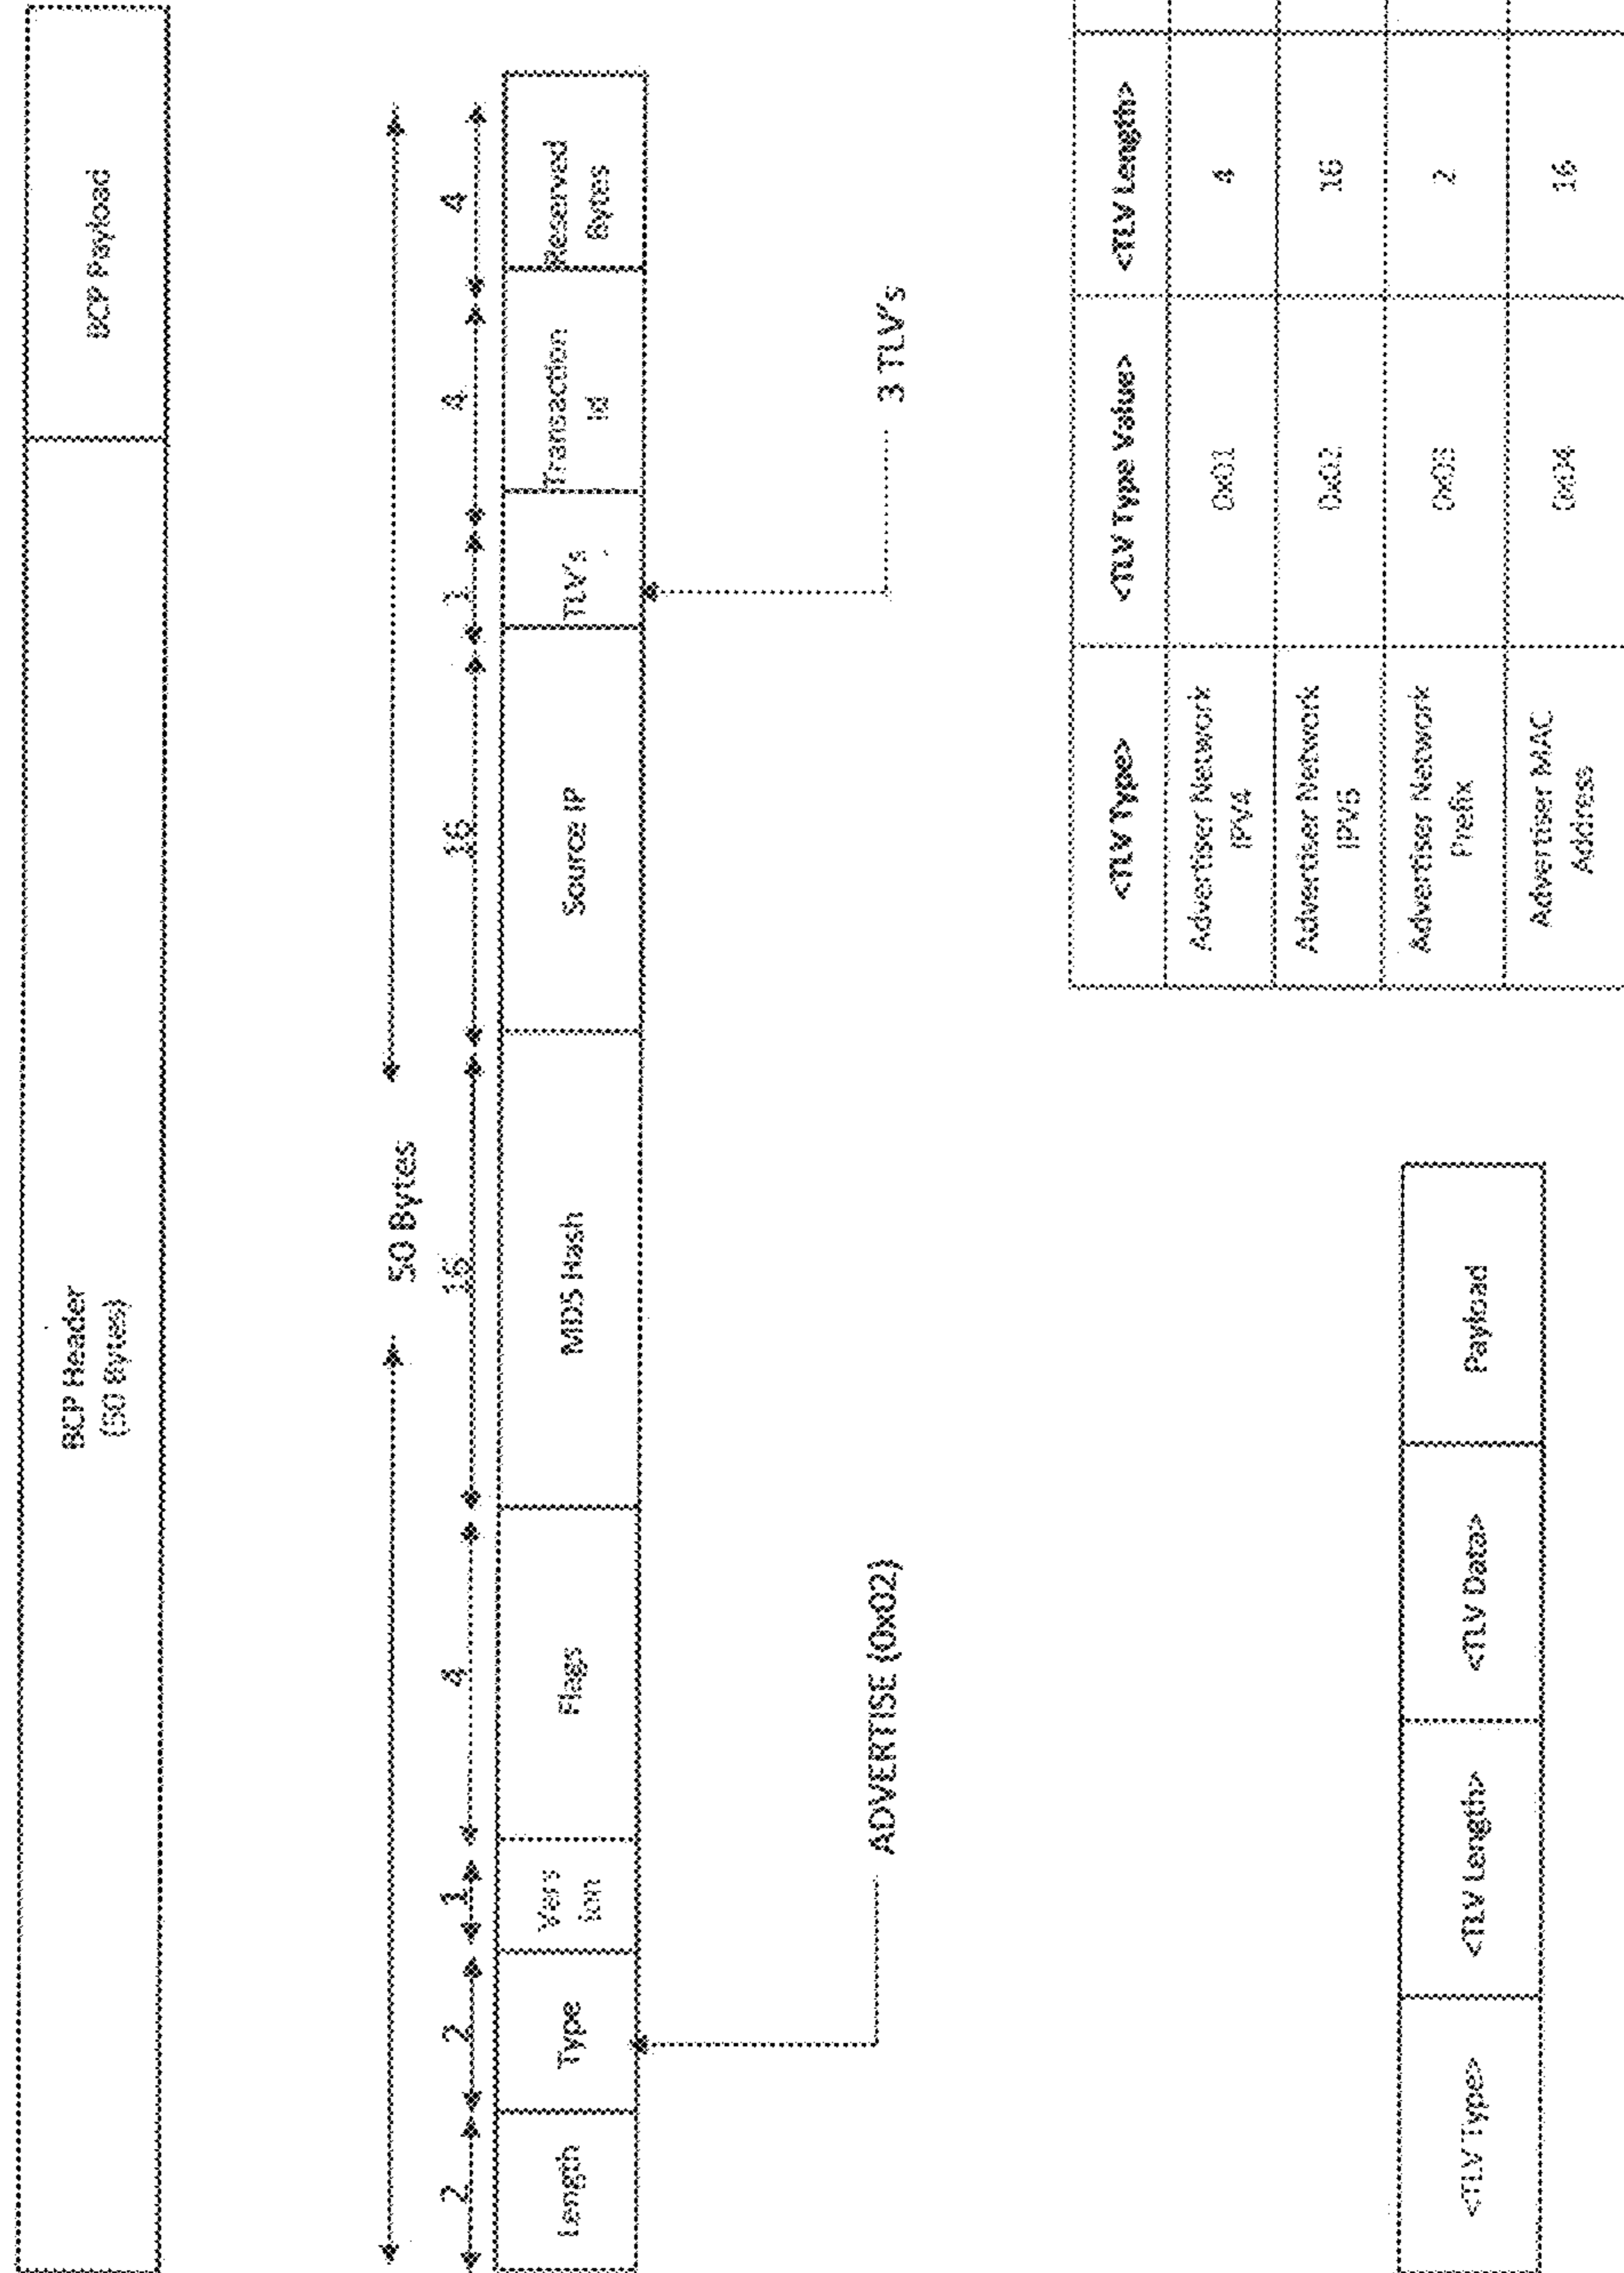 BCP Header
(50 Bytes)
BCP Payload
50 Bytes
2
2
1
4
16
16
1
4
4
Length
Type
Vers
ion
Flags
MD5 Hash
Source IP
TLV's
Transaction
id
Reserved
Bytes
ADVERTISE (0x02)
3 TLV's
<TLV Type>
<TLV Length>
<TLV Data>
Payload
<TLV Type>
<TLV Type Value>
<TLV Length>
Advertiser Network
IPV4
0x01
4
Advertiser Network
IPV6
0x02
16
Advertiser Network
Prefix
0x03
2
Advertiser MAC
Address
0x04
16